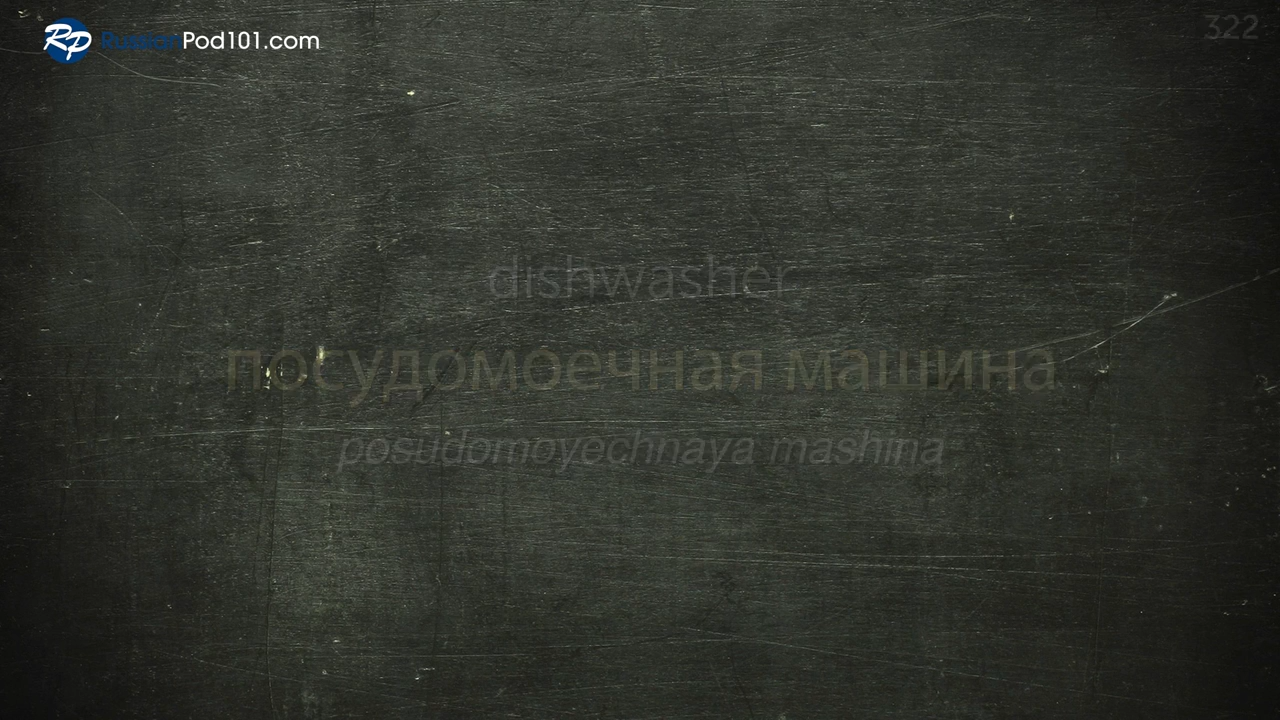 RussianPod101.com
322
dishwasher
посудомоечная машина
posudomoyechnaya mashina